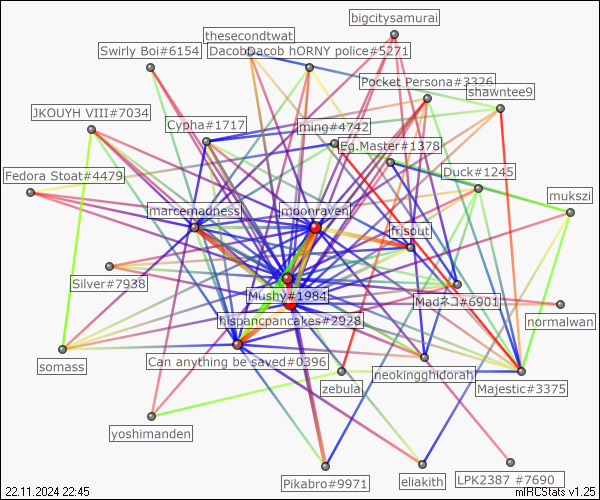 bigcitysamurai
thesecondtwat
Swirly Boi#6154
DacobDacob hORNY police#5271
Pocket Persona#3326
shawntee9
JKOUYH VIII#7034
Cypha#1717
ming#4742
Eg.Master#1378
Fedora Stoat#4479
Duck#1245
mukszi
marcemadness
moonraven
frisout
Silver#7938
Mushy#1984
Madネコ#6901
hispancpancakes#2928
normalwan
somass
Can anything be saved#0396
neokingghidorah
zebula
Majestic#3375
yoshimanden
Pikabro#9971
eliakith
LPK2387 #7690
22.11.2024 22:45
mIRCStats v1.25